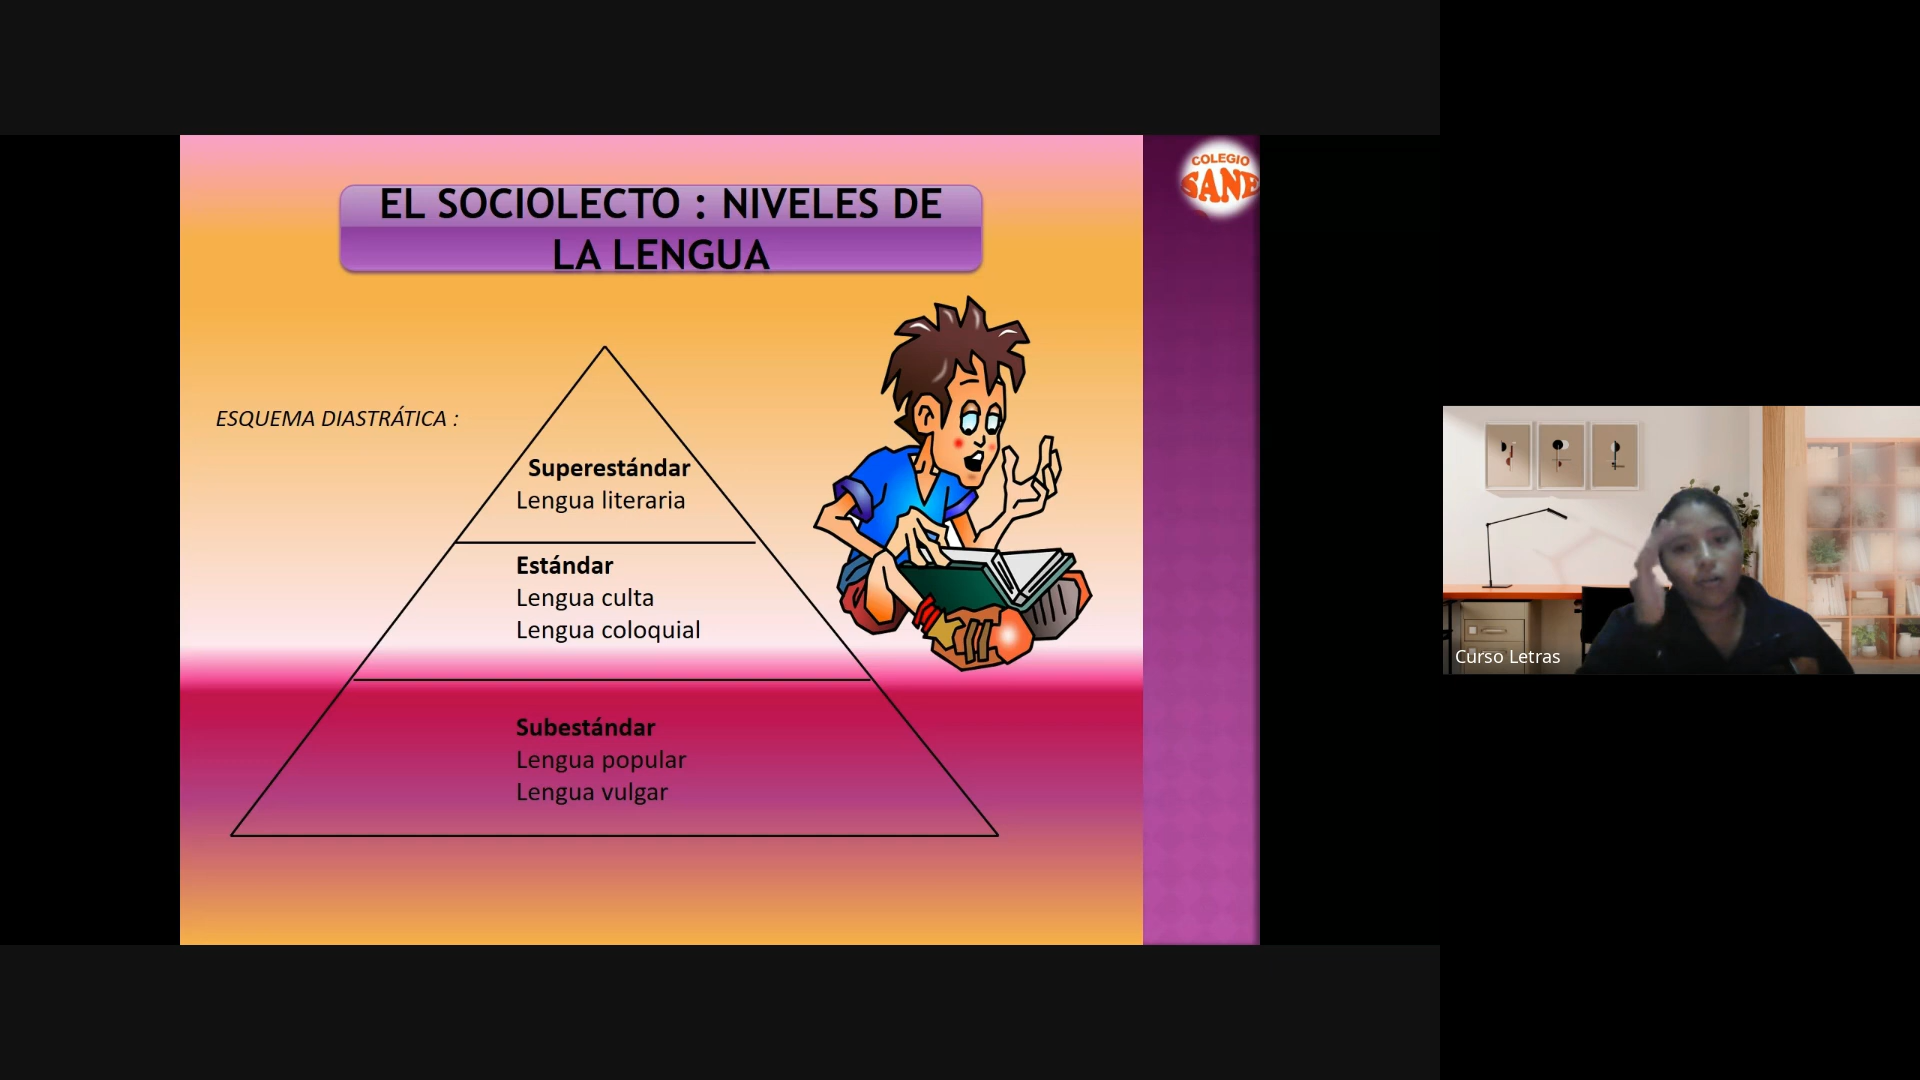 EL SOCIOLECTO : NIVELES DE
LA LENGUA
COLEGIO
SANE
ESQUEMA DIASTRÁTICA :
Superestándar
Lengua literaria
Estándar
Lengua culta
Lengua coloquial
Subestándar
Lengua popular
Lengua vulgar
Curso Letras